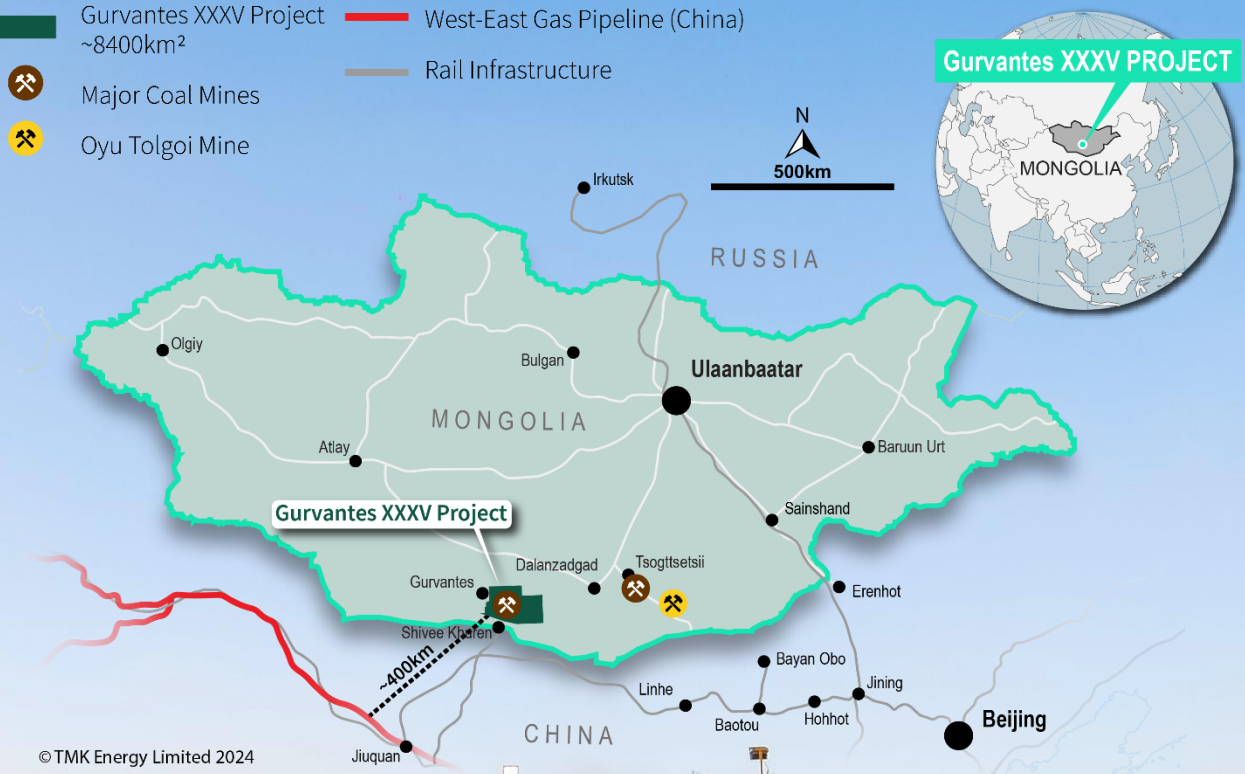 Gurvantes XXXV Project
~8400km²
Major Coal Mines
Oyu Tolgoi Mine
West-East Gas Pipeline (China)
Rail Infrastructure
Gurvantes XXXV PROJECT
MONGOLIA
N
500km
Irkutsk
RUSSIA
Olgiy
Bulgan
Ulaanbaatar
MONGOLIA
Atlay
Baruun Urt
Sainshand
Gurvantes XXXV Project
Dalanzadgad
Tsogttsetsii
Gurvantes
Erenhot
Shivee Khuren
~400km
Bayan Obo
Linhe
Jining
Baotou
Hohhot
Beijing
CHINA
Jiuquan
© TMK Energy Limited 2024